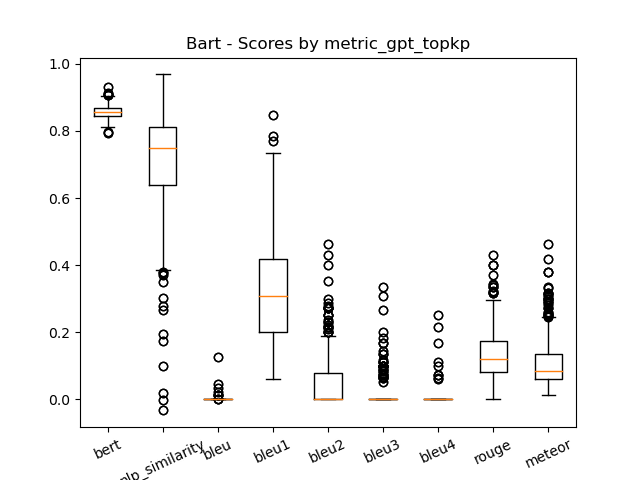 Bart - Scores by metric_gpt_topkp
1.0
0.8
0.6
0.4
0.2
0.0
bert
nlp_similarity
bleu
bleu1
bleu2
bleu3
bleu4
rouge
meteor